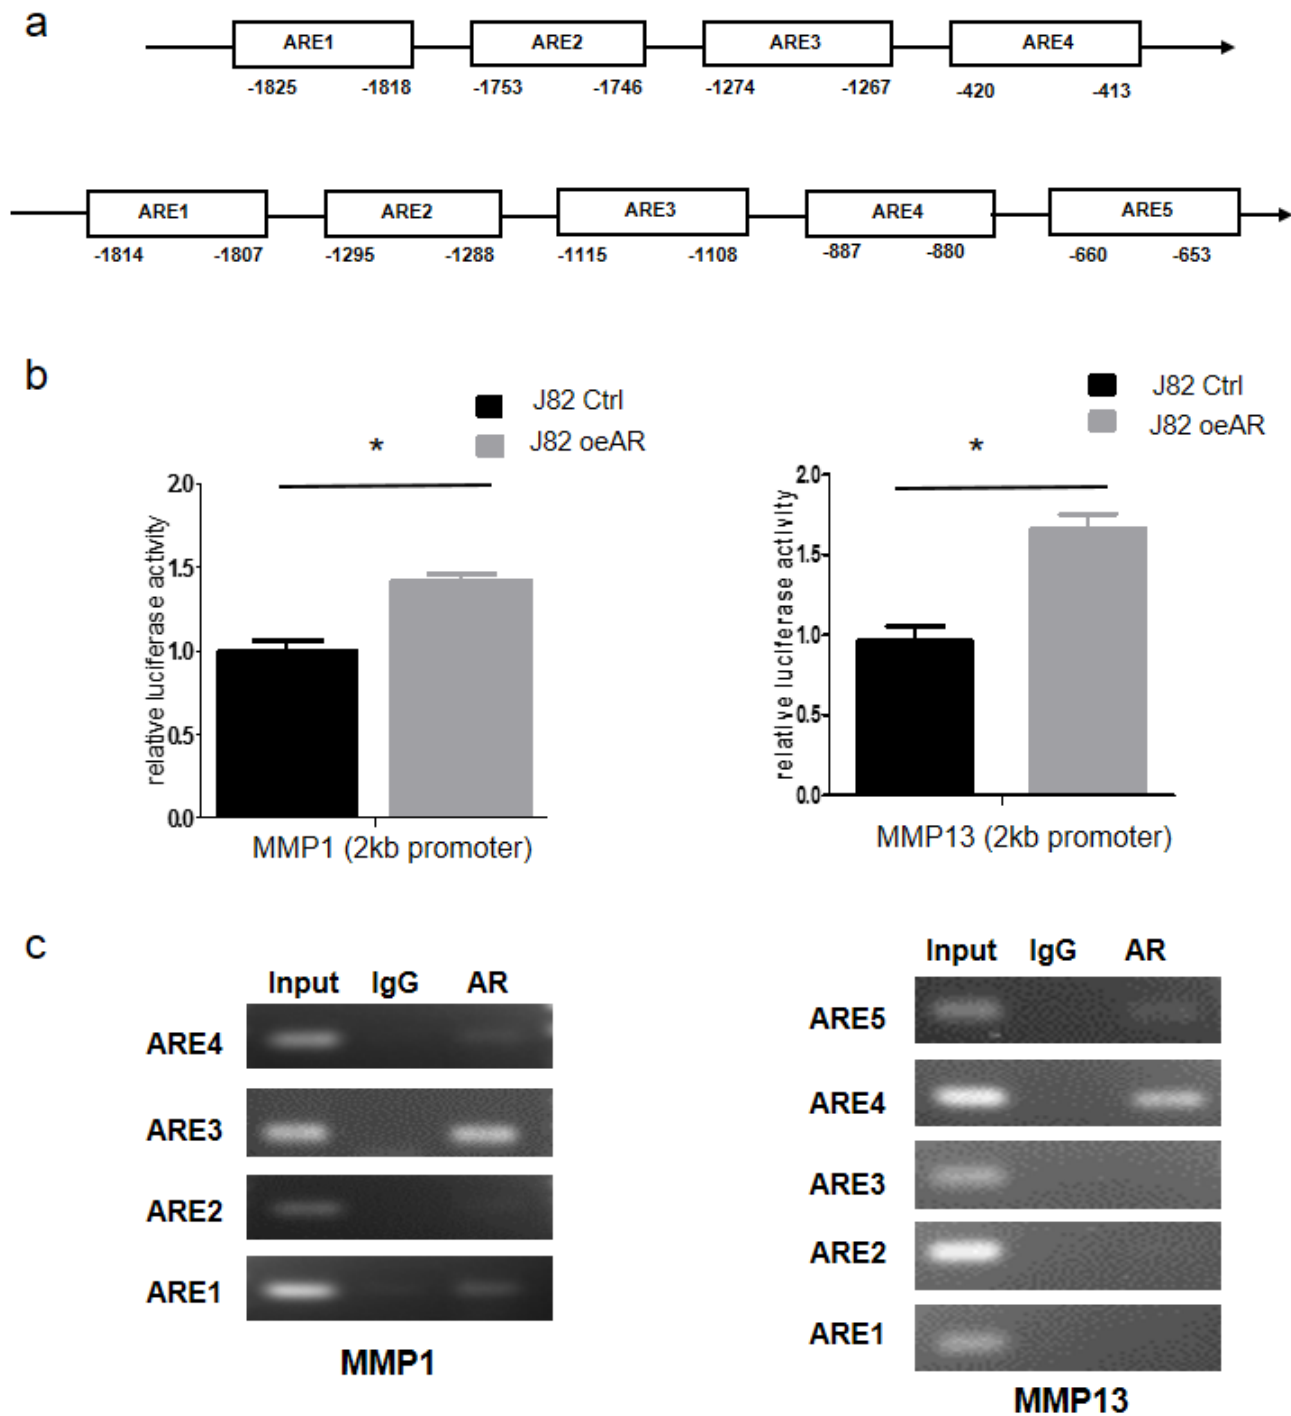 a
ARE1 ARE2 ARE3 ARE4
-1825 -1818 -1753 -1746 -1274 -1267 -420 -413
ARE1 ARE2 ARE3 ARE4 ARE5
-1814 -1807 -1295 -1288 -1115 -1108 -887 -880 -660 -653
b
J82 Ctrl
J82 oeAR
*
relative luciferase activity
2.0
1.5
1.0
0.5
0.0
MMP1 (2kb promoter)
J82 Ctrl
J82 oeAR
*
relative luciferase activity
2.0
1.5
1.0
0.5
0.0
MMP13 (2kb promoter)
c
Input IgG AR
ARE4
ARE3
ARE2
ARE1
MMP1
Input IgG AR
ARE5
ARE4
ARE3
ARE2
ARE1
MMP13